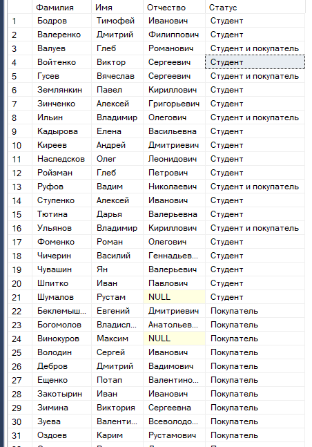 Фамилия Имя Отчество Статус
1 Бодров Тимофей Иванович Студент
2 Валеренко Дмитрий Филиппович Студент
3 Валуев Глеб Романович Студент и покупатель
4 Войтенко Виктор Сергеевич Студент
5 Гусев Вячеслав Сергеевич Студент и покупатель
6 Землянкин Павел Кириллович Студент
7 Зинченко Алексей Григорьевич Студент
8 Ильин Владимир Олегович Студент и покупатель
9 Кадырова Елена Васильевна Студент
10 Киреев Андрей Дмитриевич Студент
11 Наследсков Олег Леонидович Студент
12 Ройзман Глеб Петрович Студент
13 Руфов Вадим Николаевич Студент и покупатель
14 Ступенко Алексей Иванович Студент
15 Тютина Дарья Валерьевна Студент
16 Ульянов Владимир Кириллович Студент и покупатель
17 Фоменко Роман Олегович Студент
18 Чичерин Василий Геннадьев... Студент
19 Чувашин Ян Валерьевич Студент
20 Шпитко Иван Павлович Студент
21 Шумалов Рустам NULL Студент
22 Беклемыш... Евгений Дмитриевич Покупатель
23 Богомолов Владисл... Анатольев... Покупатель
24 Винокуров Максим NULL Покупатель
25 Володин Сергей Иванович Покупатель
26 Дебров Дмитрий Вадимович Покупатель
27 Ещенко Потап Валентино... Покупатель
28 Закотырин Иван Иванович Покупатель
29 Зимина Виктория Сергеевна Покупатель
30 Зуева Валенти... Всеволодо... Покупатель
31 Оздоев Карим Рустамович Покупатель